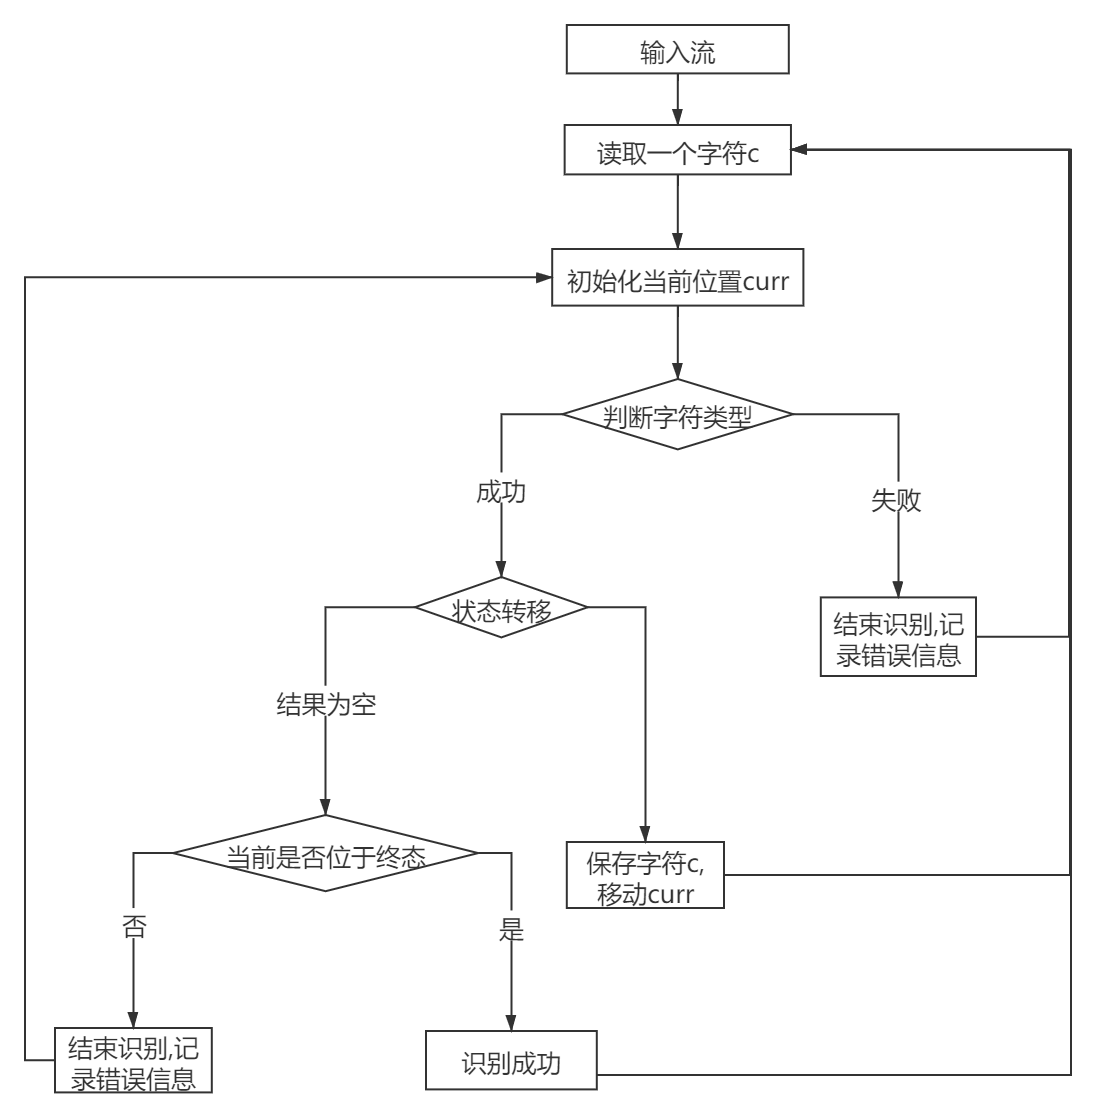 输入流
读取一个字符c
初始化当前位置curr
判断字符类型
成功
失败
状态转移
结束识别,记
录错误信息
结果为空
当前是否位于终态
保存字符c,
移动curr
否
是
结束识别,记
录错误信息
识别成功